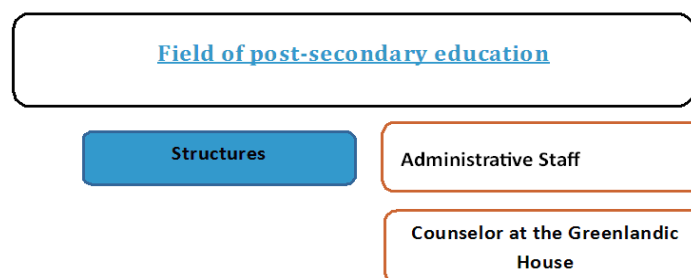 Field of post-secondary education
Structures
Administrative Staff
Counselor at the Greenlandic
House